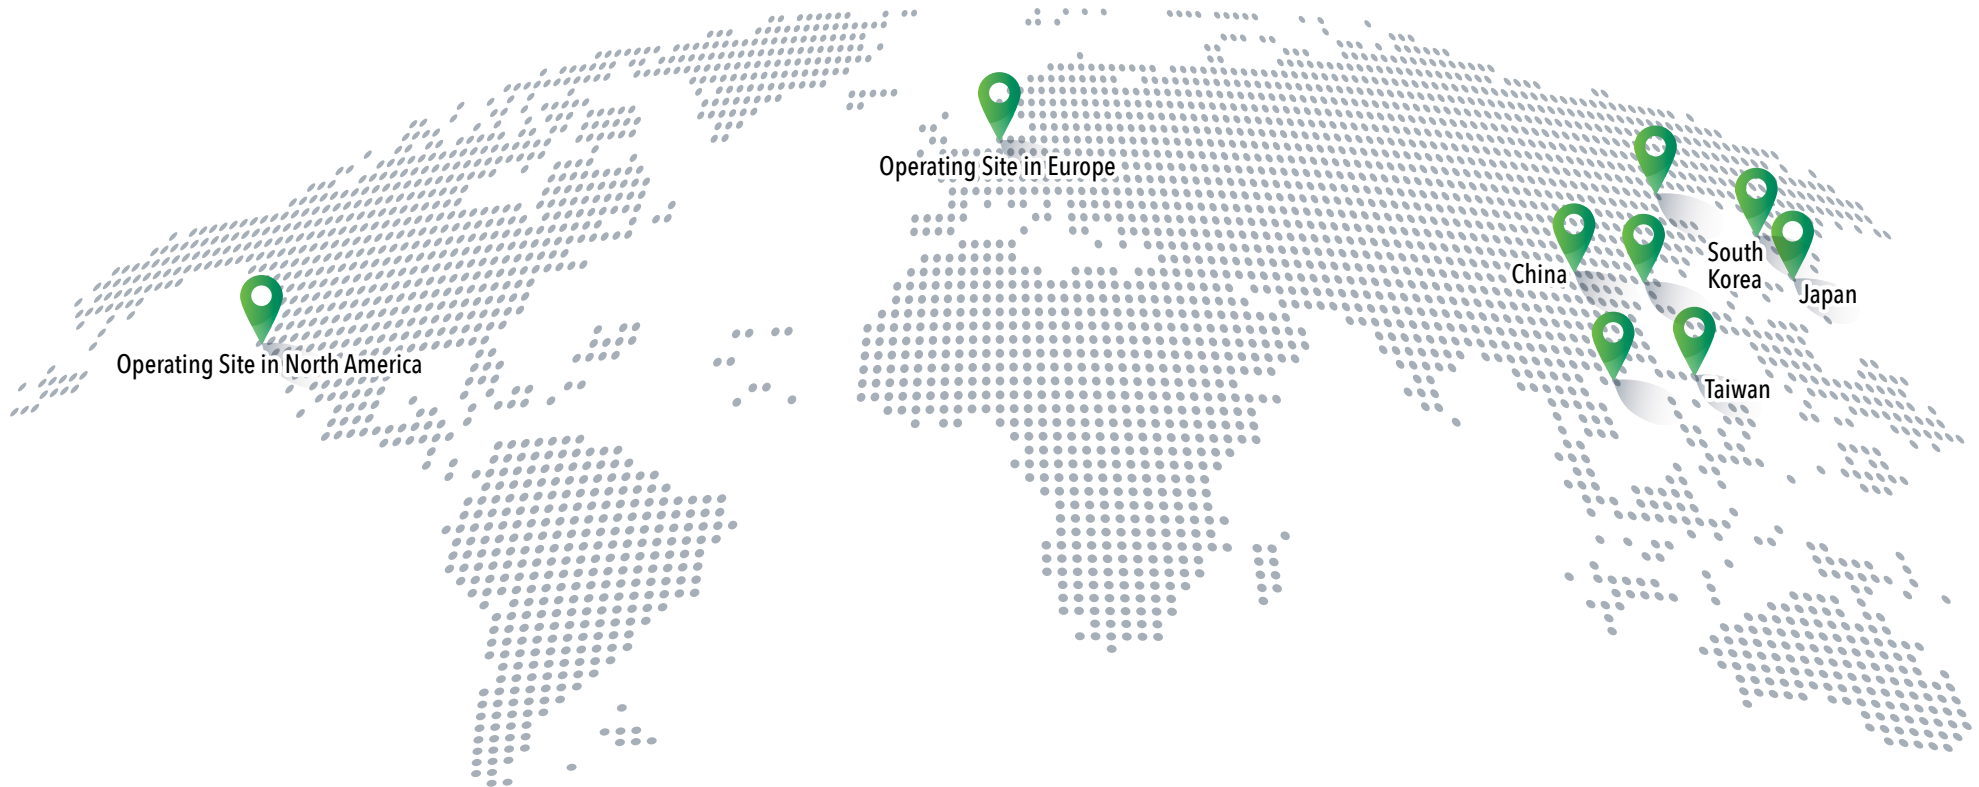 Operating Site in Europe
South
Korea
China
Japan
Operating Site in North America
Taiwan